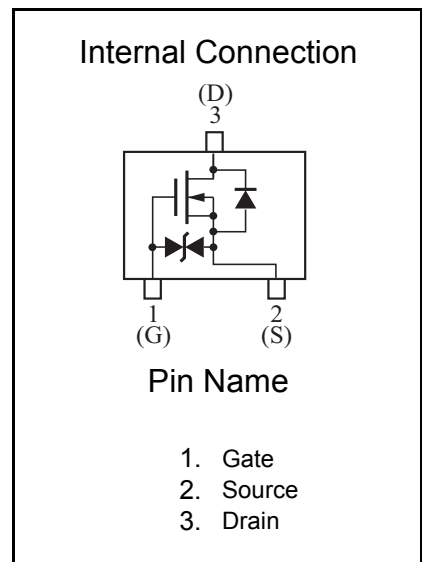 Internal Connection
(D)
3
1 2
(G) (S)
Pin Name
1. Gate
2. Source
3. Drain